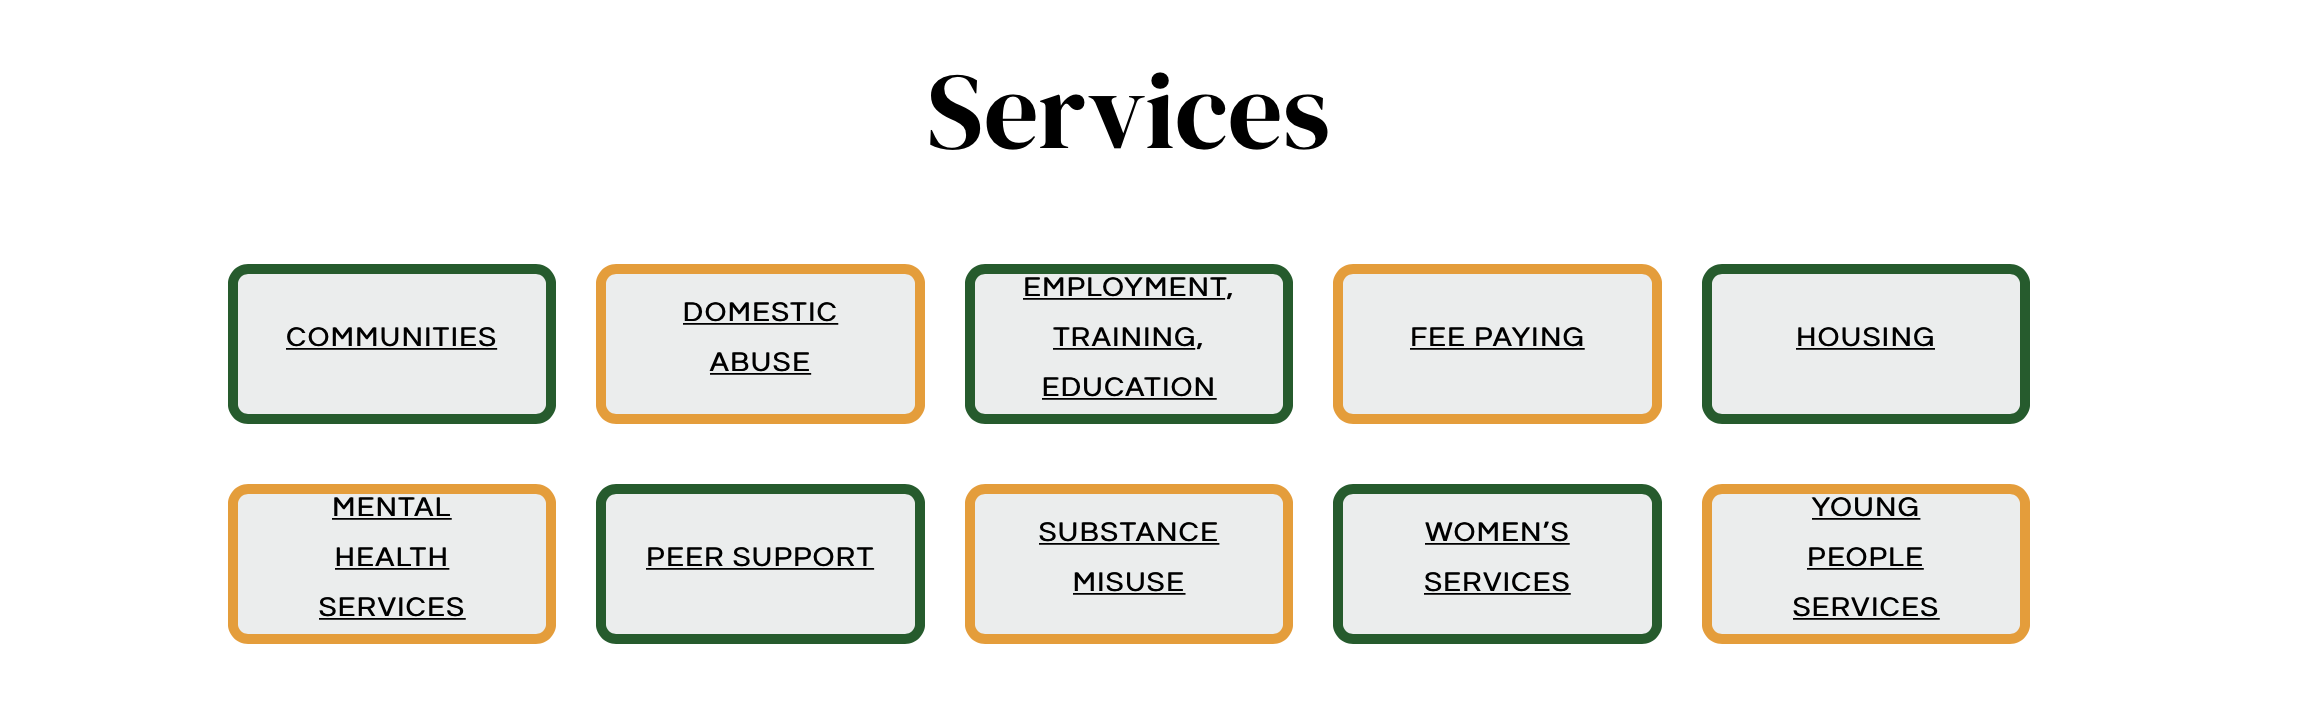 Services
COMMUNITIES
DOMESTIC
ABUSE
EMPLOYMENT,
TRAINING,
EDUCATION
FEE PAYING
HOUSING
MENTAL
HEALTH
SERVICES
PEER SUPPORT
SUBSTANCE
MISUSE
WOMEN’S
SERVICES
YOUNG
PEOPLE
SERVICES